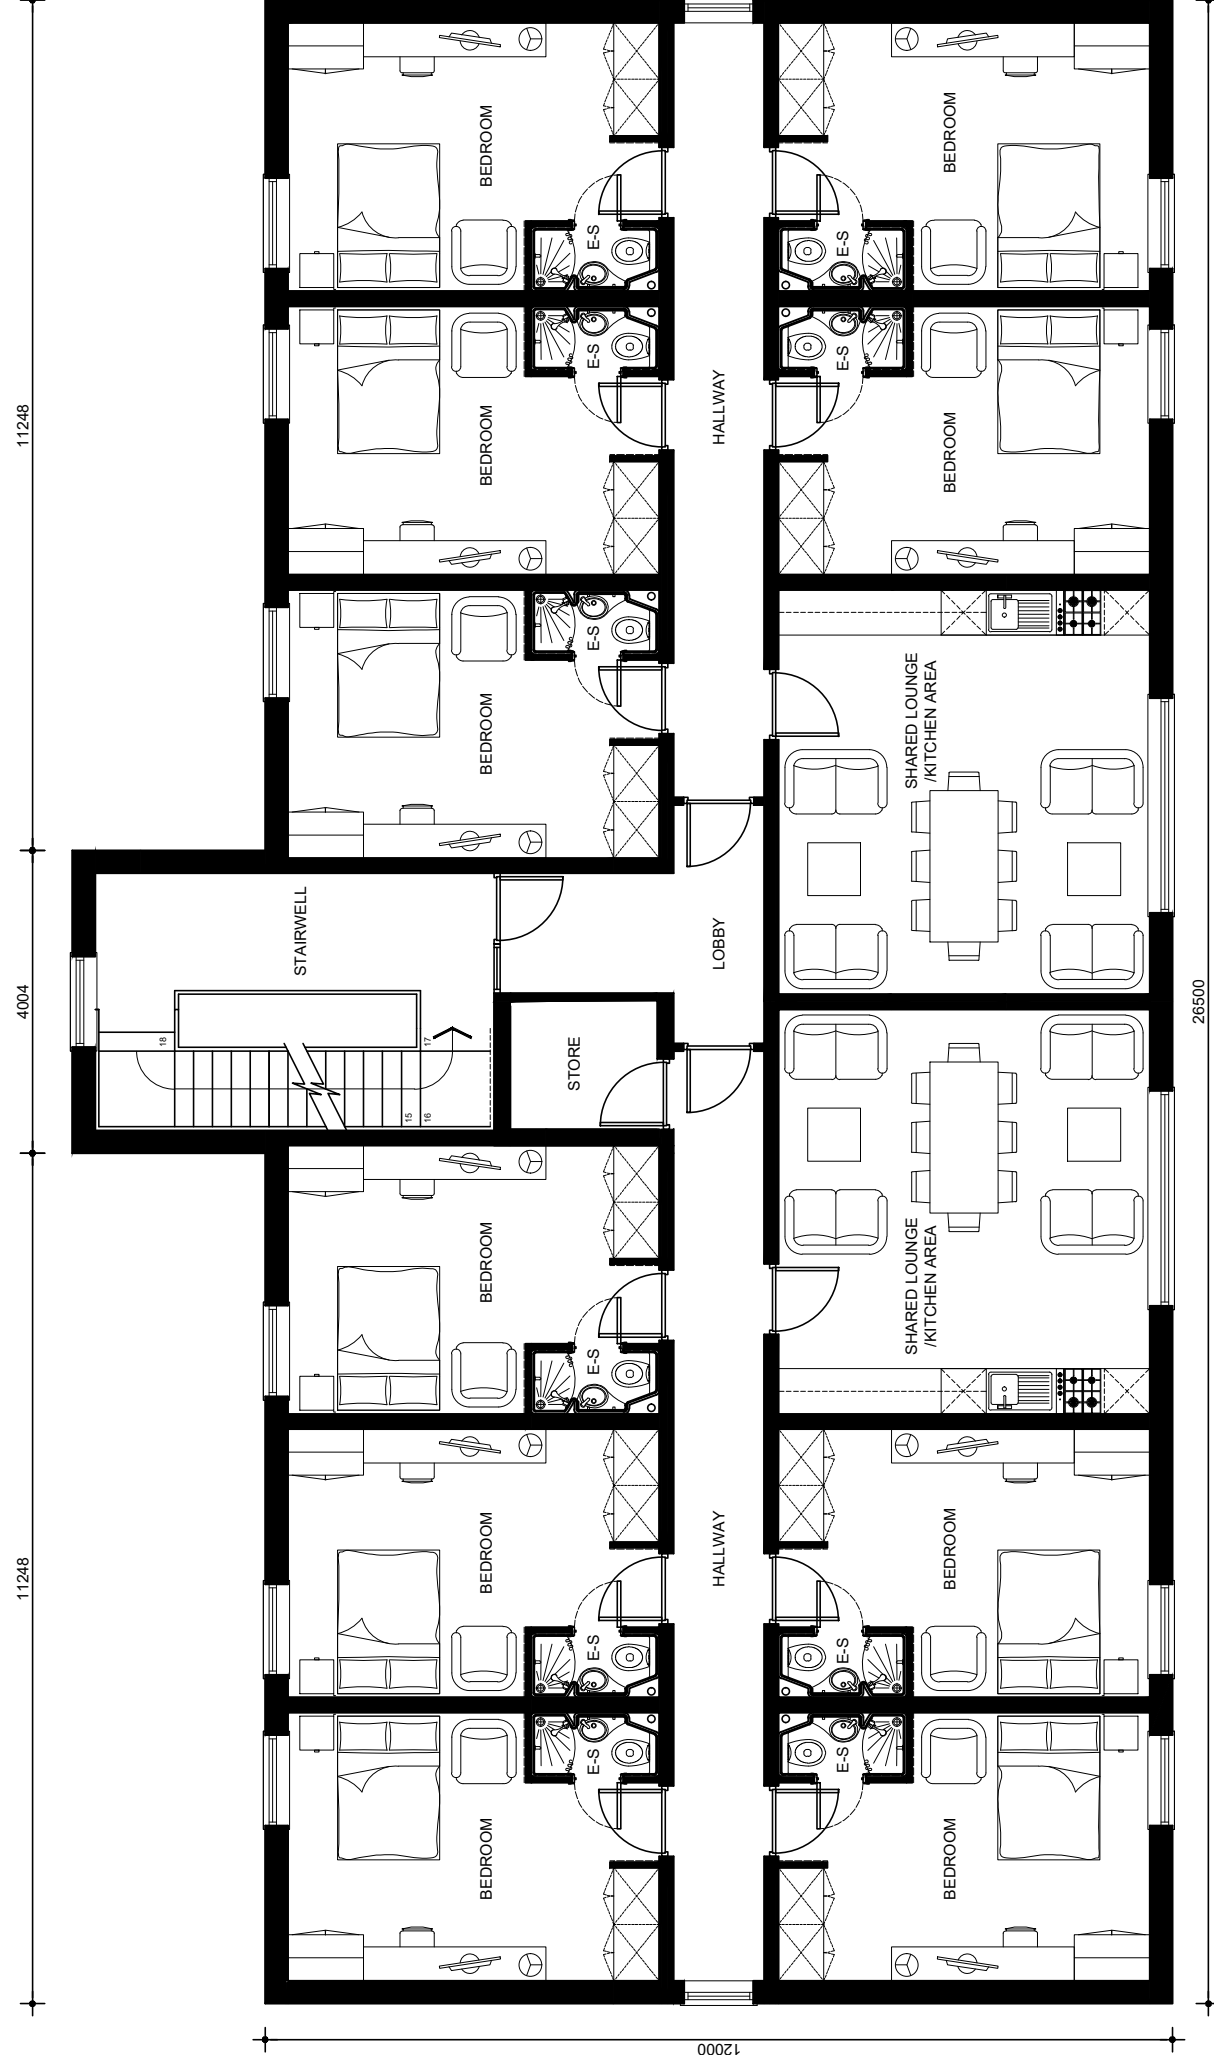 BEDROOM
BEDROOM
E-S
E-S
11248
E-S
E-S
HALLWAY
BEDROOM
BEDROOM
E-S
BEDROOM
SHARED LOUNGE
/KITCHEN AREA
STAIRWELL
LOBBY
4004
26500
18
17
STORE
15
16
BEDROOM
SHARED LOUNGE
/KITCHEN AREA
E-S
BEDROOM
HALLWAY
BEDROOM
11248
E-S
E-S
E-S
E-S
BEDROOM
BEDROOM
12000